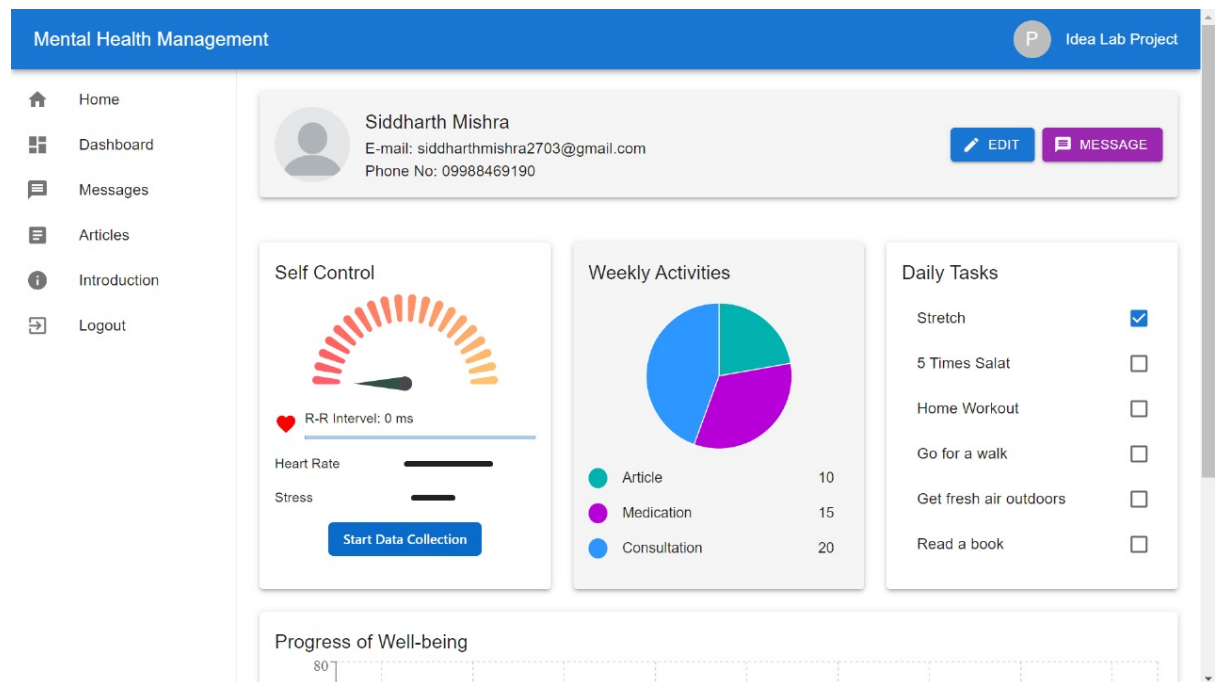 Mental Health Management
P
Idea Lab Project
Home
Dashboard
Messages
Articles
Introduction
Logout
Siddharth Mishra
E-mail: siddharthmishra2703@gmail.com
Phone No: 09988469190
EDIT
MESSAGE
Self Control
R-R Intervel: 0 ms
Heart Rate
Stress
Start Data Collection
Weekly Activities
Article 10
Medication 15
Consultation 20
Daily Tasks
Stretch
5 Times Salat
Home Workout
Go for a walk
Get fresh air outdoors
Read a book
Progress of Well-being
80